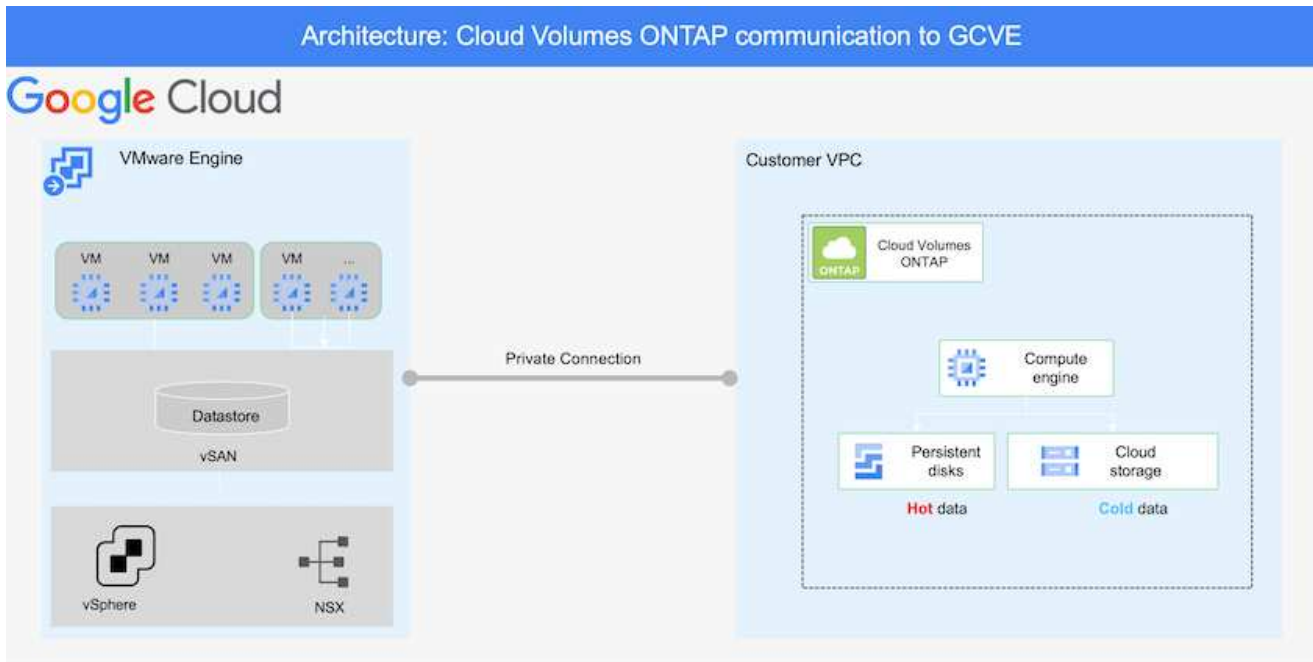 Architecture: Cloud Volumes ONTAP communication to GCVE
Google Cloud
VMware Engine
VM
VM
VM
VM
...
Datastore
vSAN
vSphere
NSX
Private Connection
Customer VPC
ONTAP
Cloud Volumes
ONTAP
Compute
engine
Persistent
disks
Cloud
storage
Hot data
Cold data